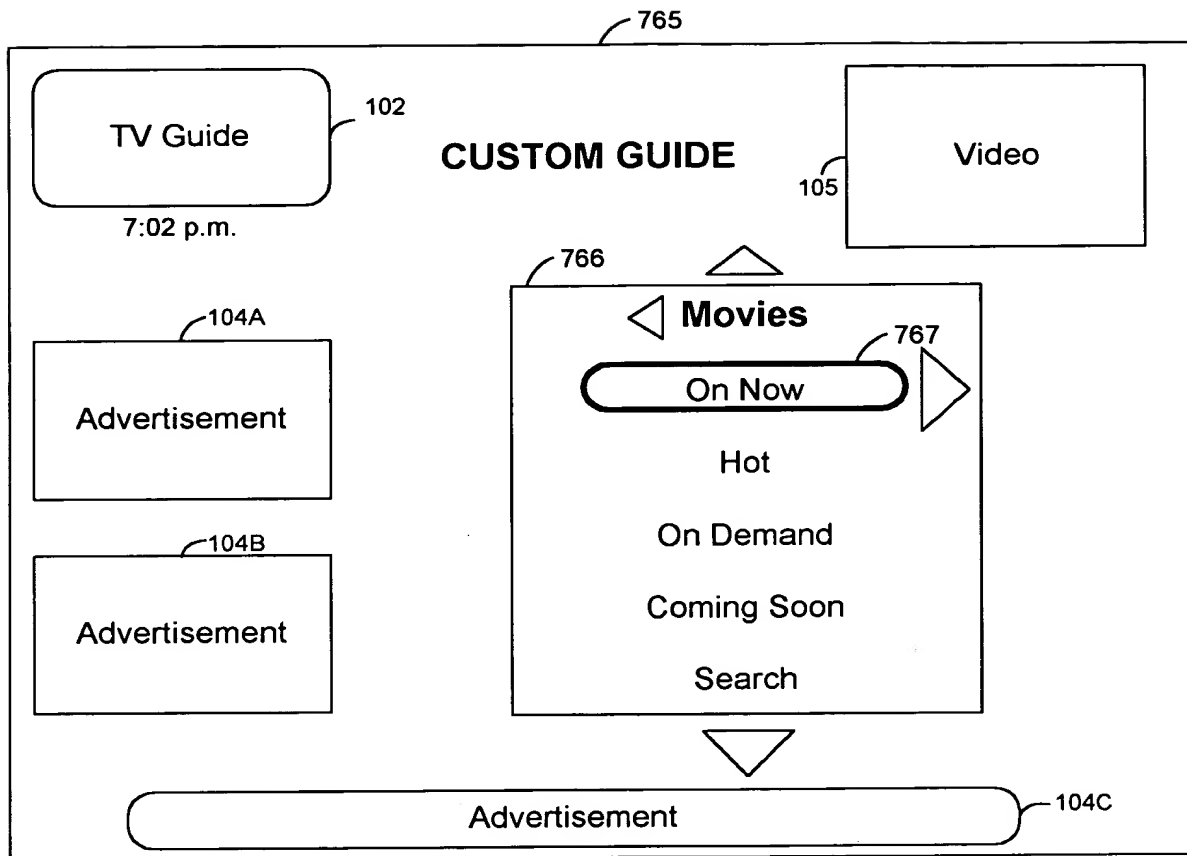 765
TV Guide
102
CUSTOM GUIDE
Video
105
7:02 p.m.
766
Movies
767
On Now
Hot
On Demand
Coming Soon
Search
104A
Advertisement
104B
Advertisement
Advertisement
104C